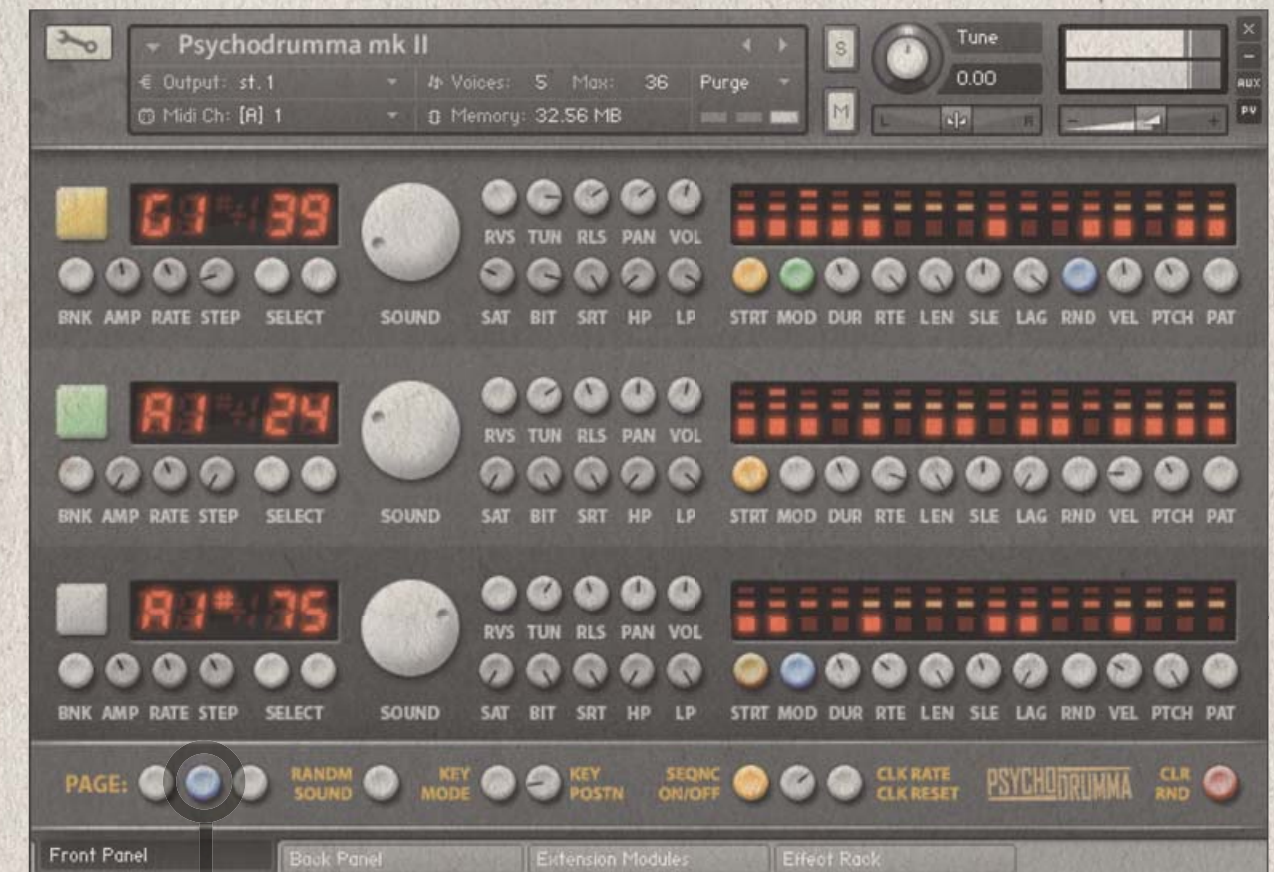 Psychodrumma mk II
S
Tune
€ Output: st. 1
Voices: 5 Max: 36
Purge
0.00
AUX
Midi Ch: [A] 1
Memory: 32.56 MB
M
L R
- +
PV
G1 39
RVS TUN RLS PAN VOL
BNK AMP RATE STEP SELECT SOUND SAT BIT SRT HP LP STRT MOD DUR RTE LEN SLE LAG RND VEL PTCH PAT
A1 24
RVS TUN RLS PAN VOL
BNK AMP RATE STEP SELECT SOUND SAT BIT SRT HP LP STRT MOD DUR RTE LEN SLE LAG RND VEL PTCH PAT
A1# 75
RVS TUN RLS PAN VOL
BNK AMP RATE STEP SELECT SOUND SAT BIT SRT HP LP STRT MOD DUR RTE LEN SLE LAG RND VEL PTCH PAT
PAGE:
RANDM
SOUND
KEY
MODE
KEY
POSTN
SEQNC
ON/OFF
CLK RATE
CLK RESET
PSYCHODRUMMA
CLR
RND
Front Panel
Back Panel
Extension Modules
Effect Rack